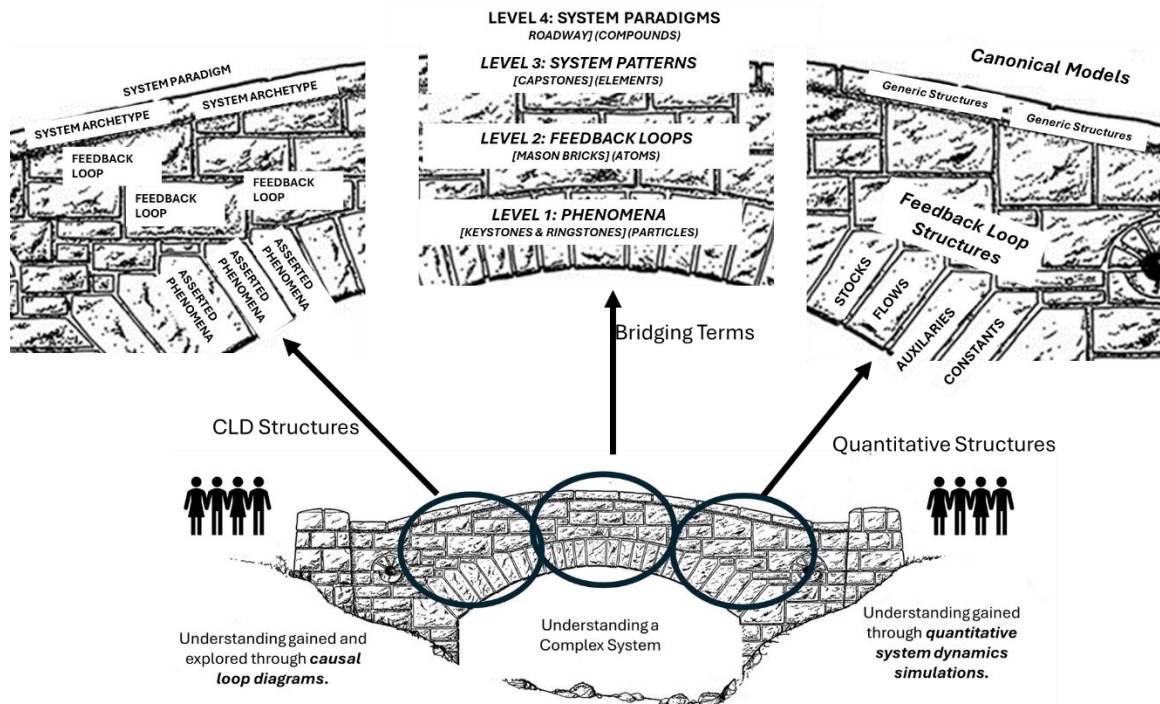 SYSTEM PARADIGM
SYSTEM ARCHETYPE
SYSTEM ARCHETYPE
FEEDBACK
LOOP
FEEDBACK
LOOP
FEEDBACK
LOOP
ASSERTED
PHENOMENA
ASSERTED
PHENOMENA
ASSERTED
PHENOMENA
LEVEL 4: SYSTEM PARADIGMS
ROADWAY] (COMPOUNDS)
LEVEL 3: SYSTEM PATTERNS
[CAPSTONES] (ELEMENTS)
LEVEL 2: FEEDBACK LOOPS
[MASON BRICKS] (ATOMS)
LEVEL 1: PHENOMENA
[KEYSTONES & RINGSTONES] (PARTICLES)
Canonical Models
Generic Structures
Generic Structures
Feedback Loop
Structures
STOCKS
FLOWS
AUXILARIES
CONSTANTS
Bridging Terms
CLD Structures
Quantitative Structures
Understanding gained and
explored through causal
loop diagrams.
Understanding a
Complex System
Understanding gained
through quantitative
system dynamics
simulations.